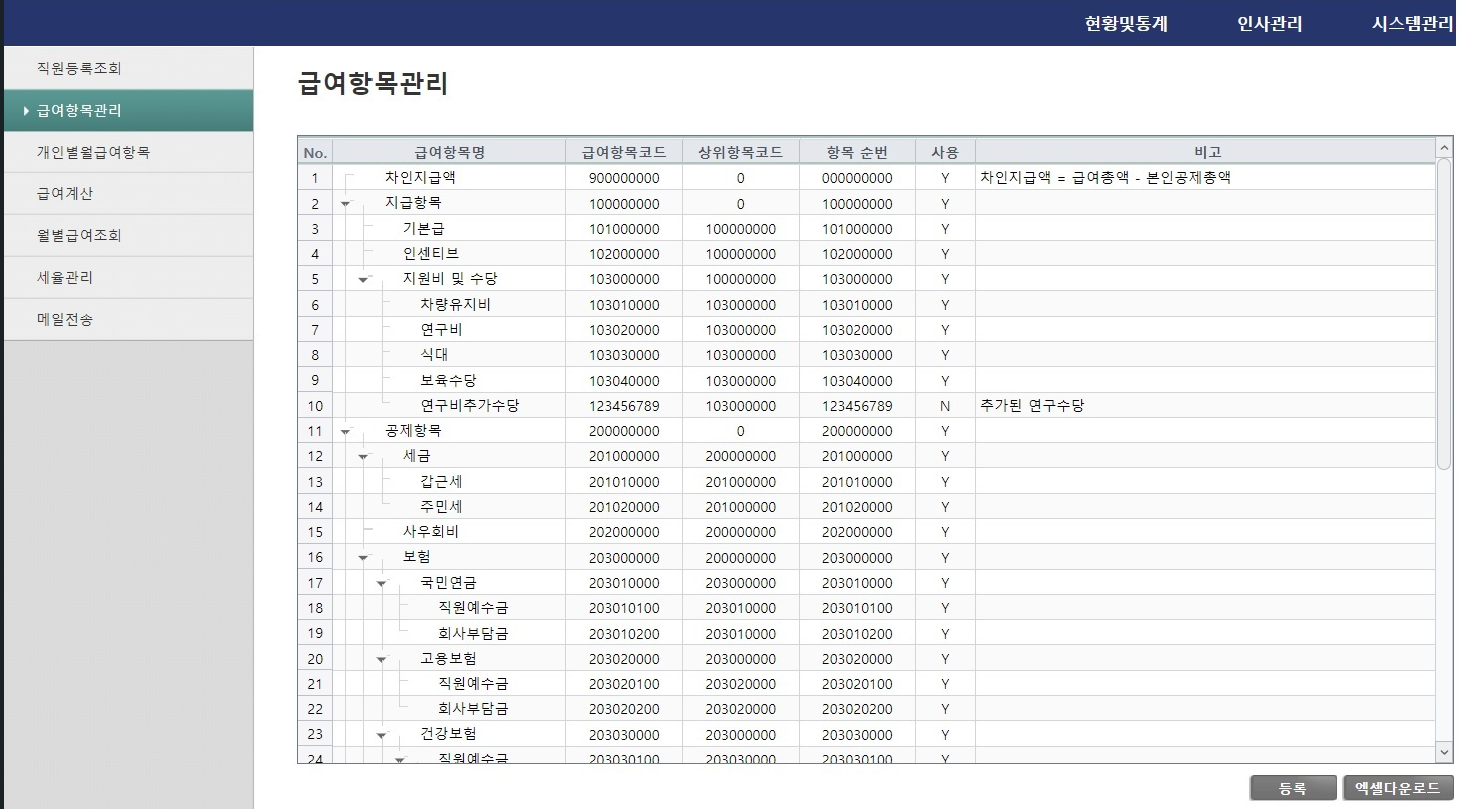 현황및통계 인사관리 시스템관리
직원등록조회
급여항목관리
개인별월급여항목
급여계산
월별급여조회
세율관리
메일전송
급여항목관리
No. 급여항목명 급여항목코드 상위항목코드 항목 순번 사용 비고
1 차인지급액 900000000 0 000000000 Y 차인지급액 = 급여총액 - 본인공제총액
2 지급항목 100000000 0 100000000 Y
3 기본급 101000000 100000000 101000000 Y
4 인센티브 102000000 100000000 102000000 Y
5 지원비 및 수당 103000000 100000000 103000000 Y
6 차량유지비 103010000 103000000 103010000 Y
7 연구비 103020000 103000000 103020000 Y
8 식대 103030000 103000000 103030000 Y
9 보육수당 103040000 103000000 103040000 Y
10 연구비추가수당 123456789 103000000 123456789 N 추가된 연구수당
11 공제항목 200000000 0 200000000 Y
12 세금 201000000 200000000 201000000 Y
13 갑근세 201010000 201000000 201010000 Y
14 주민세 201020000 201000000 201020000 Y
15 사우회비 202000000 200000000 202000000 Y
16 보험 203000000 200000000 203000000 Y
17 국민연금 203010000 203000000 203010000 Y
18 직원예수금 203010100 203010000 203010100 Y
19 회사부담금 203010200 203010000 203010200 Y
20 고용보험 203020000 203000000 203020000 Y
21 직원예수금 203020100 203020000 203020100 Y
22 회사부담금 203020200 203020000 203020200 Y
23 건강보험 203030000 203000000 203030000 Y
24 직원예수금 203030100 203030000 203030100 Y
등록 엑셀다운로드